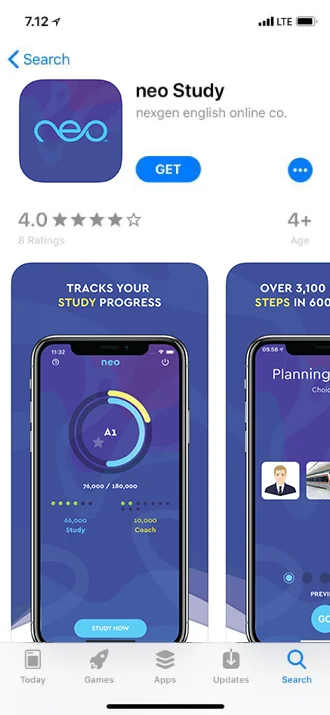 7.12
LTE
Search
neo
neo Study
nexgen english online co.
GET
4.0
8 Ratings
4+
Age
TRACKS YOUR
STUDY PROGRESS
11:32
neo
A1
76,000 / 180,000
66,000
Study
10,000
Coach
STUDY NOW
OVER 3,100
STEPS IN 600
09.58
Planning
Choi
PREVI
GO
Today
Games
Apps
Updates
Search